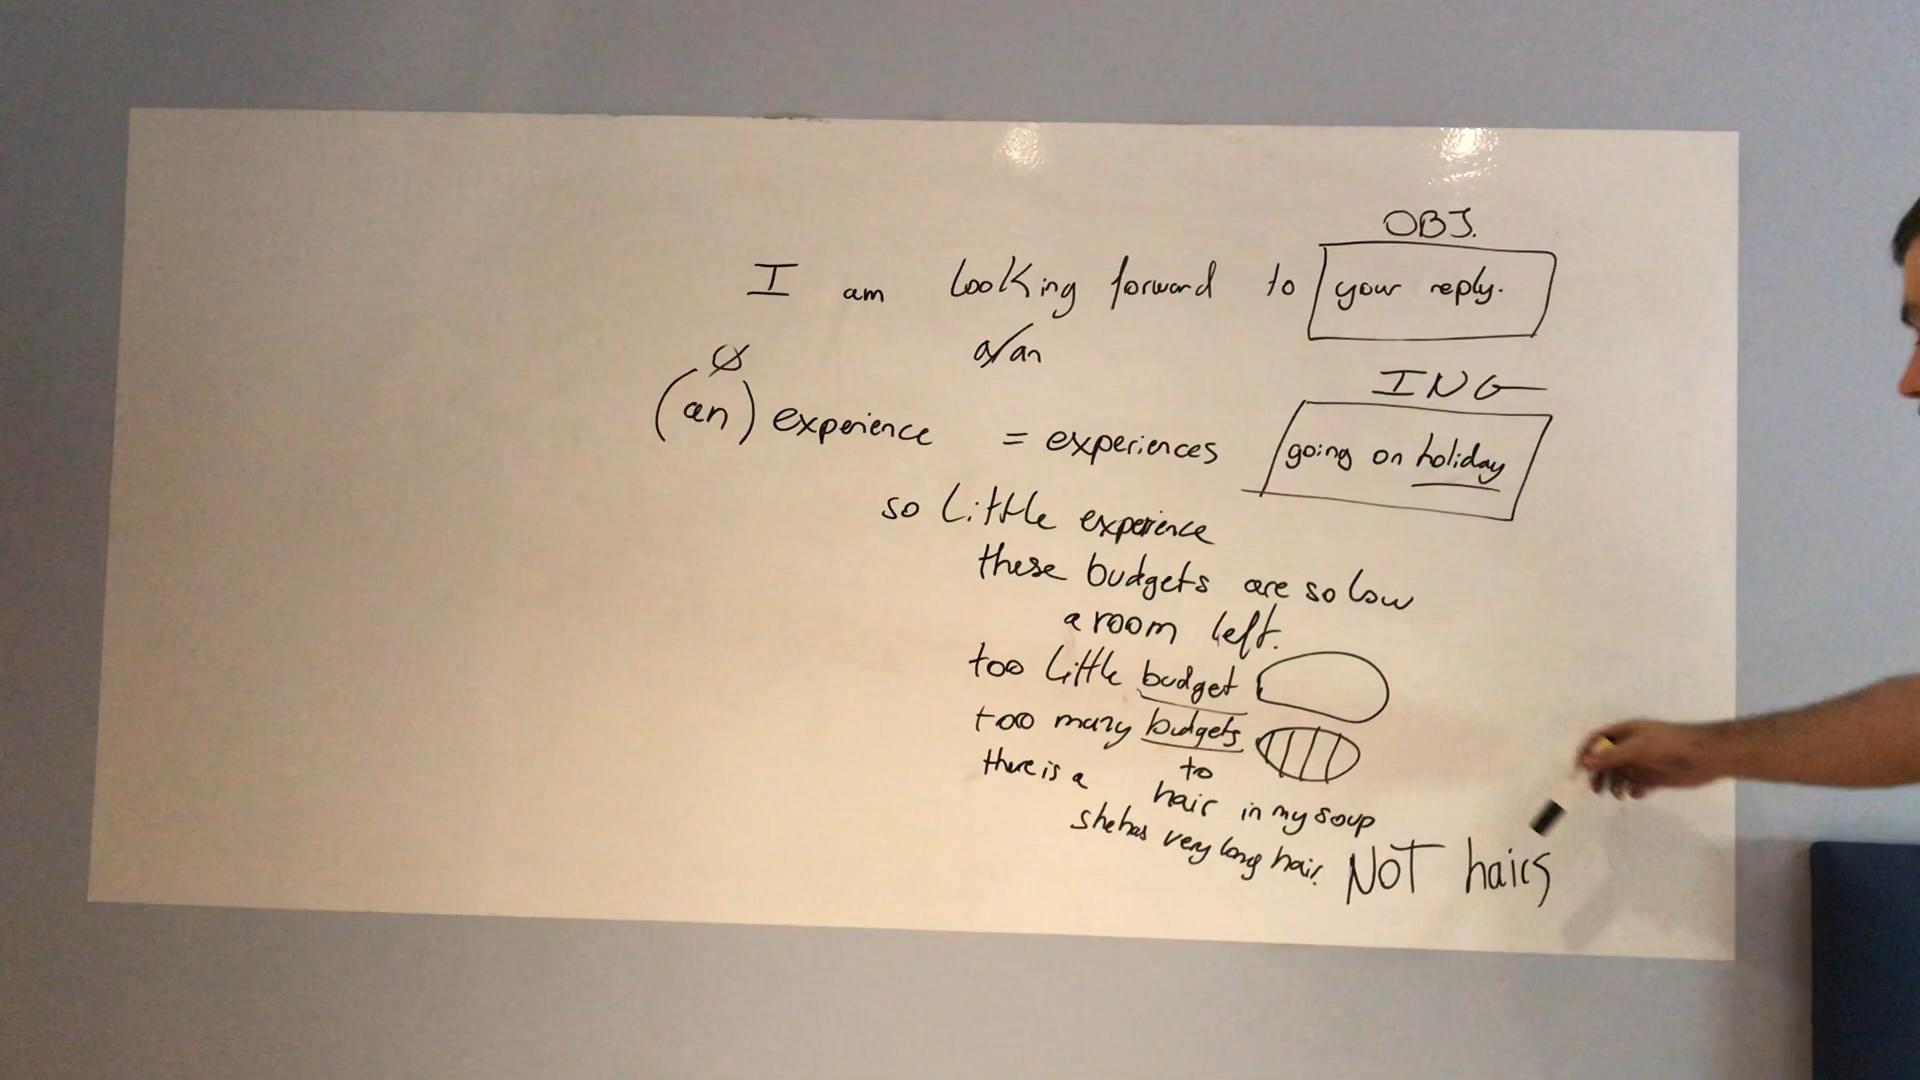 OBJ.
I am looking forward to your reply.
a/an
Ø
(an) experience = experiences
ING
going on holiday
so little experience
these budgets are so low
a room left.
too little budget
too many budgets
to
there is a hair in my soup
she has very long hair.
NOT hairs